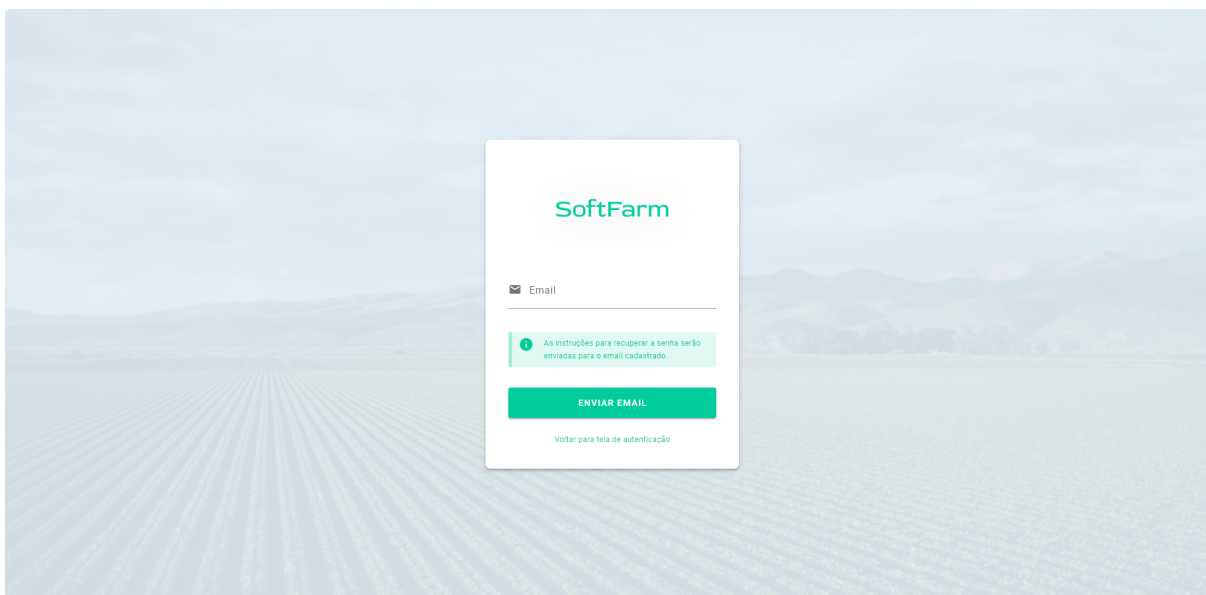 SoftFarm
Email
As instruções para recuperar a senha serão
enviadas para o email cadastrado.
ENVIAR EMAIL
Voltar para tela de autenticação